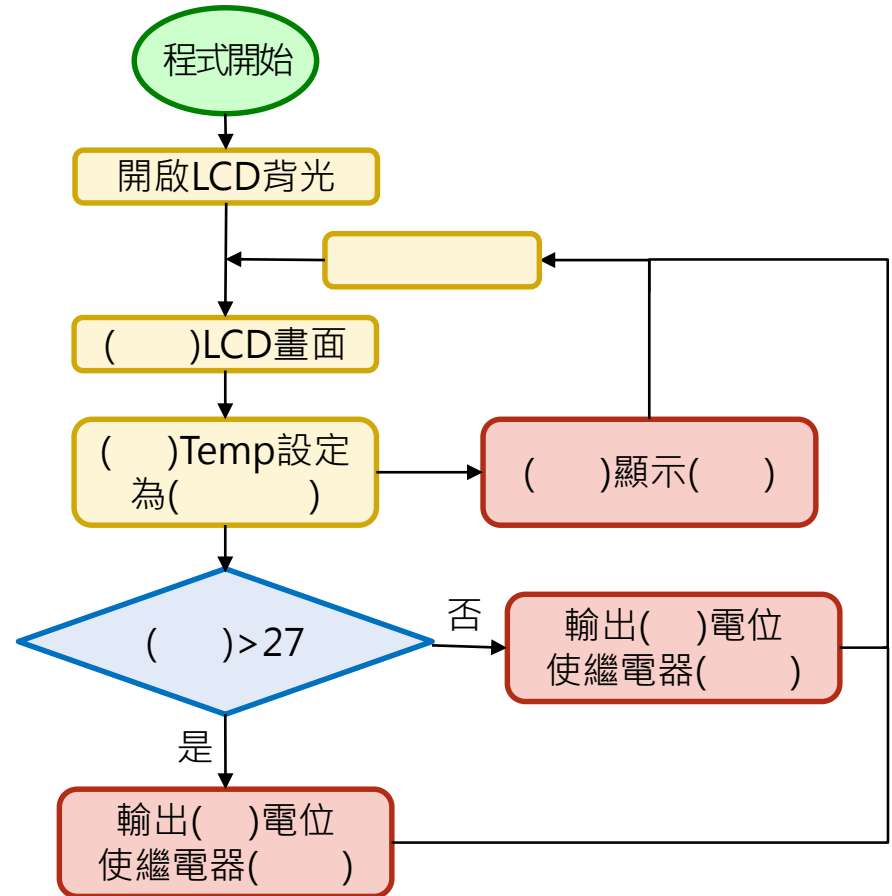 程式開始
開啟LCD背光
(　　)LCD畫面
(　　)Temp設定
為(　　　　)
(　　)顯示(　　)
(　　)>27
否
輸出(　)電位
使繼電器(　　)
是
輸出(　)電位
使繼電器(　　)